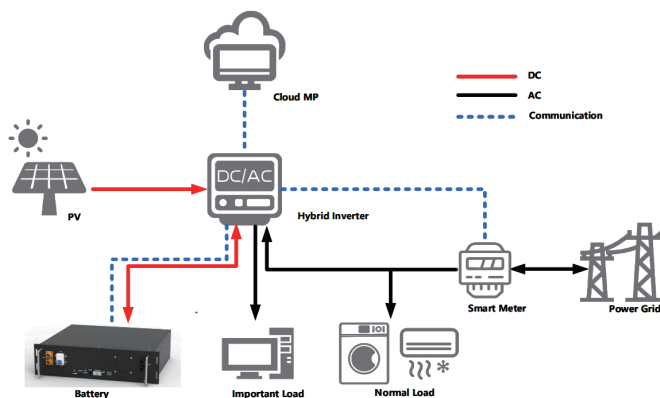 Cloud MP
DC
AC
Communication
DC/AC
PV
Hybrid Inverter
Smart Meter
Power Grid
Battery
Important Load
Normal Load